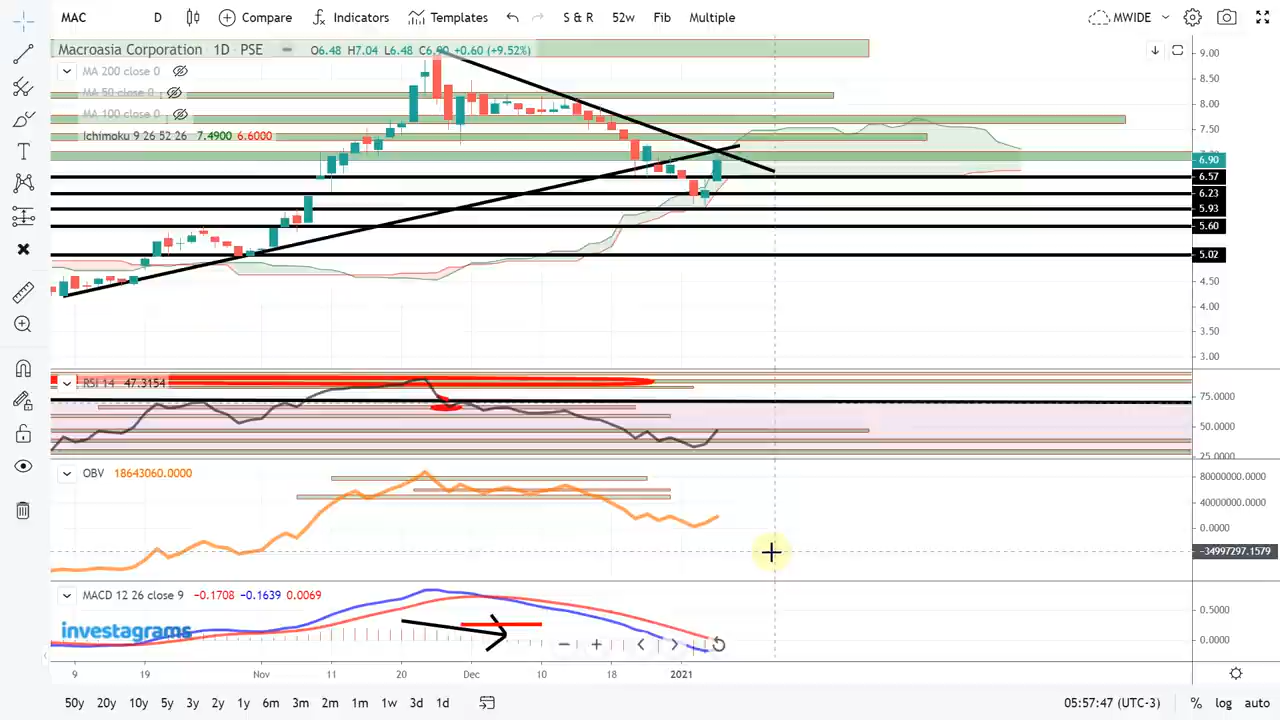 MAC D Compare Indicators Templates S & R 52w Fib Multiple MWIDE
Macroasia Corporation 1D PSE O6.48 H7.04 L6.48 C6.90 +0.60 (+9.52%)
MA 200 close 0
MA 50 close 0
MA 100 close 0
Ichimoku 9 26 52 26 7.4900 6.6000
9.00
8.50
8.00
7.50
6.90
6.57
6.23
5.93
5.60
5.02
4.50
4.00
3.50
3.00
RSI 14 47.3154
75.0000
50.0000
25.0000
OBV 18643060.0000
80000000.0000
40000000.0000
0.0000
−34997297.1579
MACD 12 26 close 9 −0.1708 −0.1639 0.0069
0.5000
0.0000
investagrams
9 19 Nov 10 20 Dec 10 18 2021
50y 20y 10y 5y 3y 2y 1y 6m 3m 2m 1m 1w 3d 1d 05:57:47 (UTC-3) % log auto